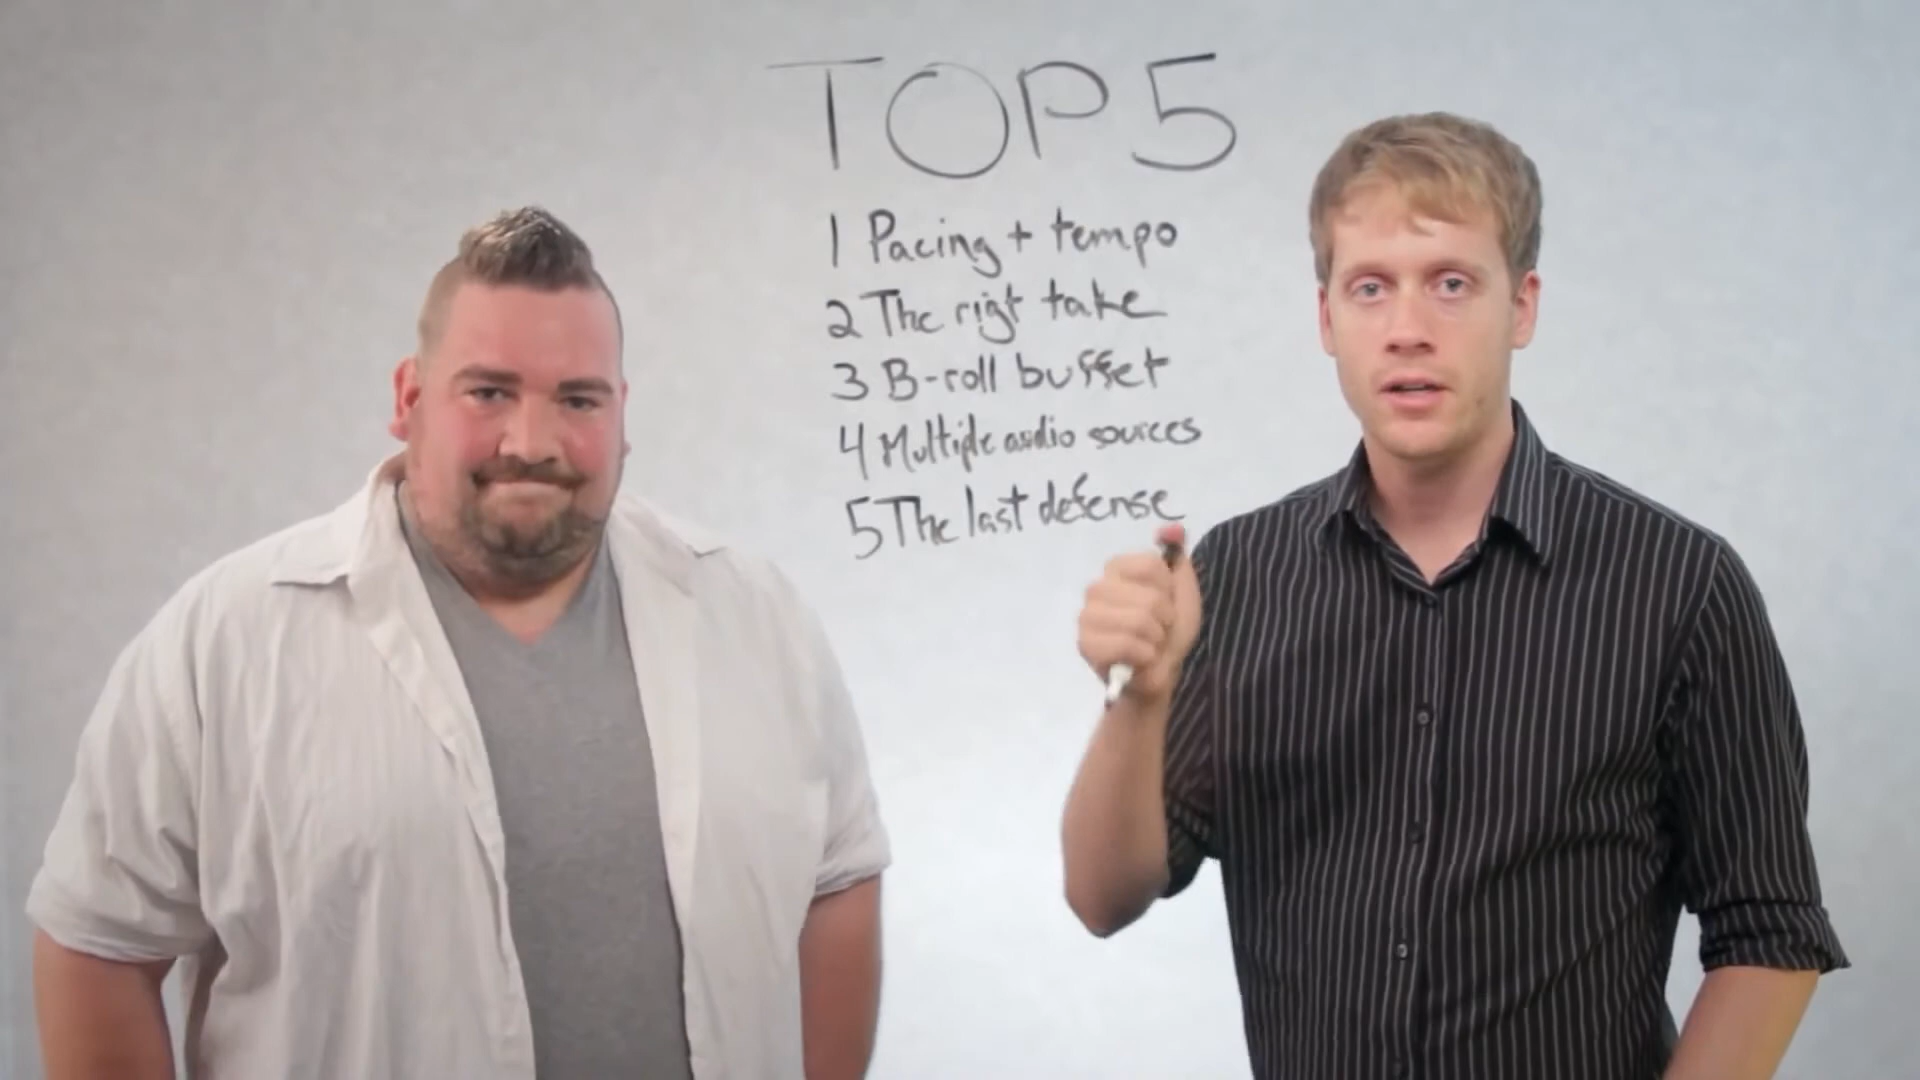 TOP 5
1 Pacing + tempo
2 The rigt take
3 B-roll buffet
4 Multiple audio sources
5 The last defense